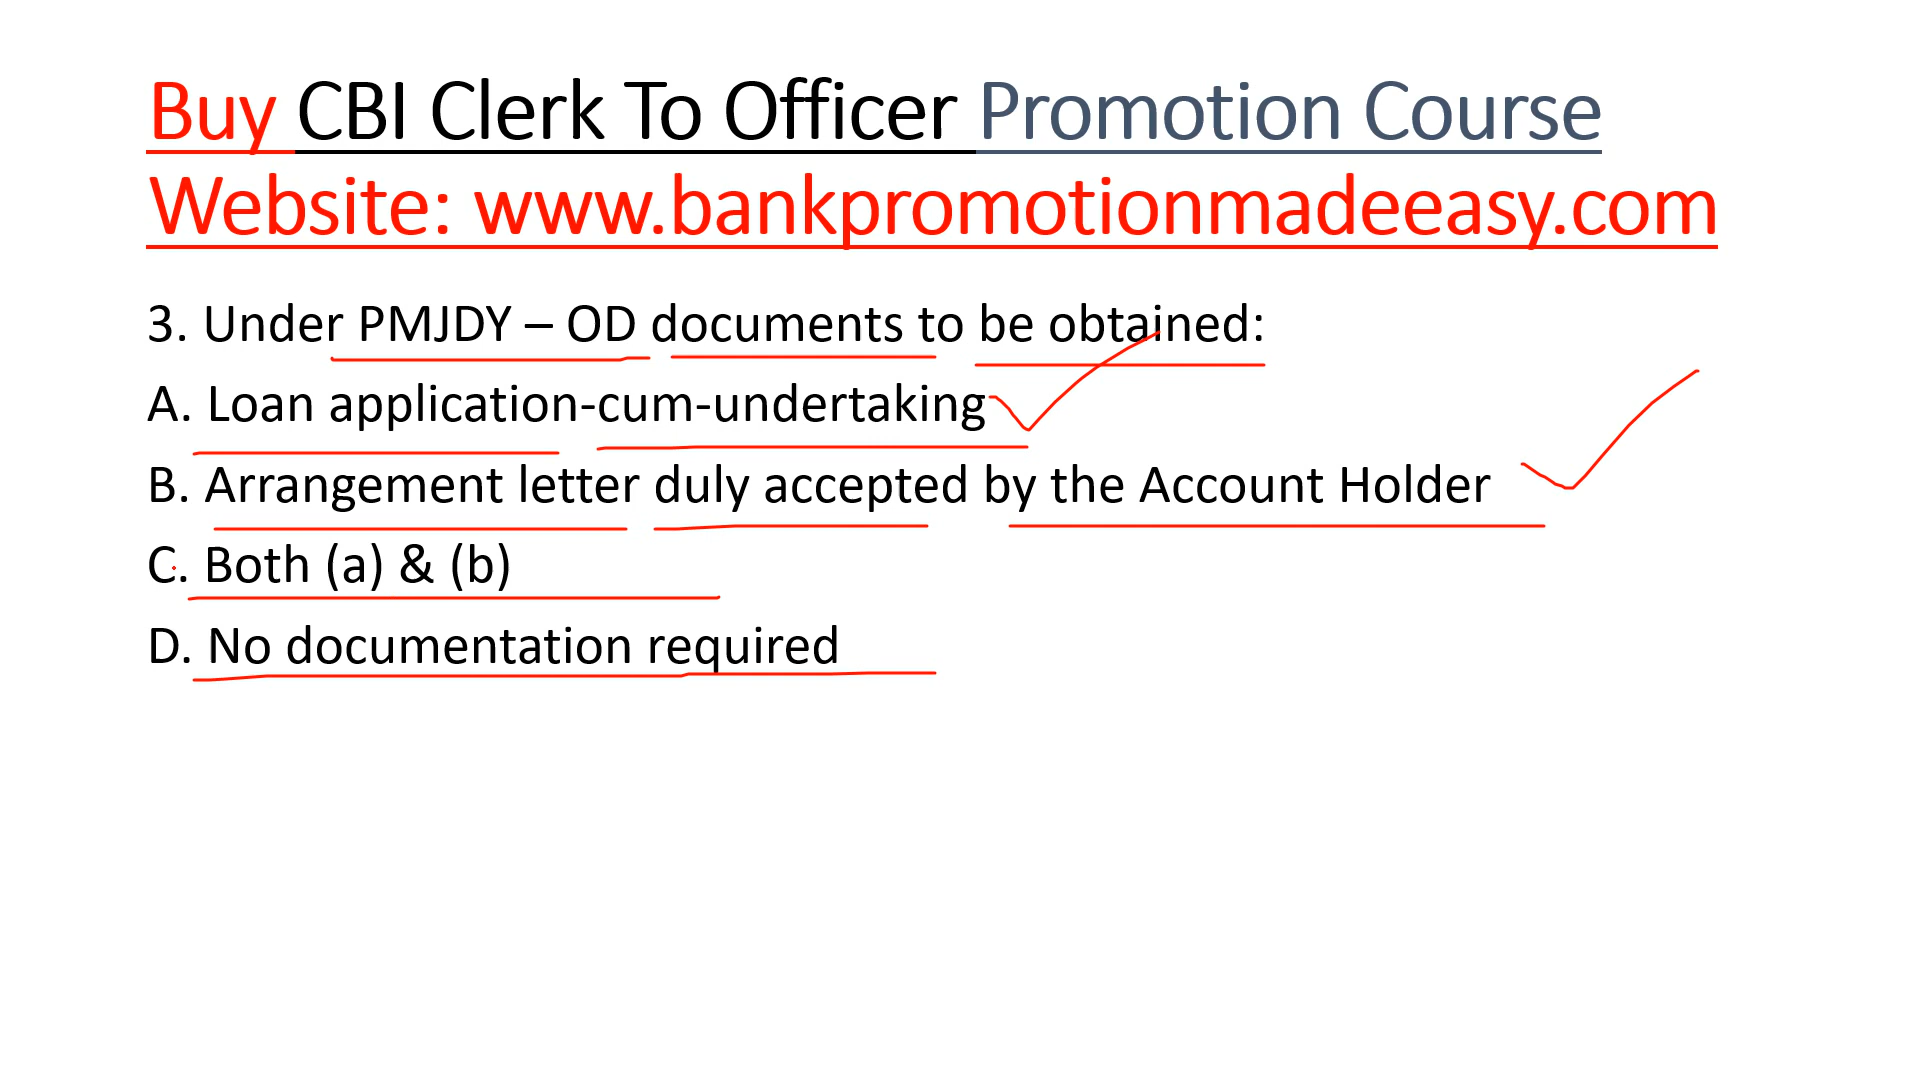 Buy CBI Clerk To Officer Promotion Course
Website: www.bankpromotionmadeeasy.com
3. Under PMJDY – OD documents to be obtained:
A. Loan application-cum-undertaking
B. Arrangement letter duly accepted by the Account Holder
C. Both (a) & (b)
D. No documentation required